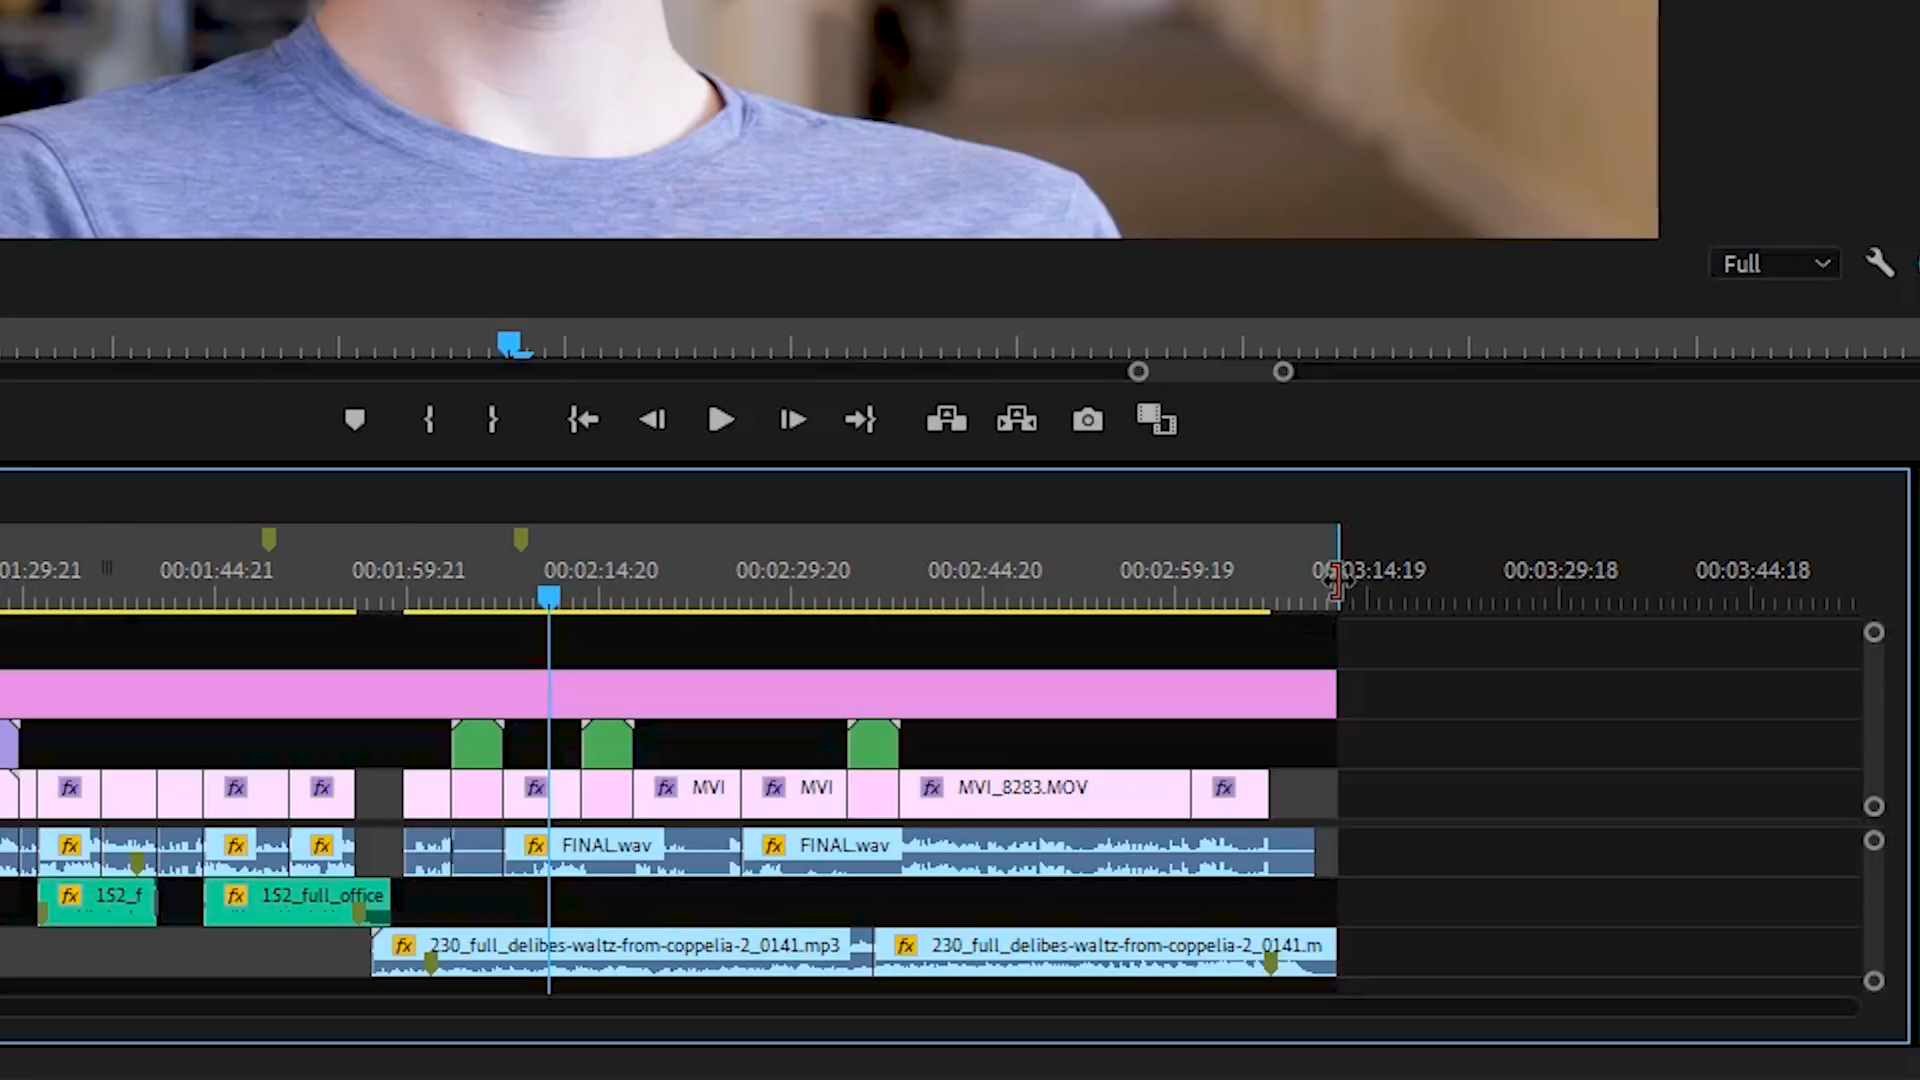 Full
01:29:21 00:01:44:21 00:01:59:21 00:02:14:20 00:02:29:20 00:02:44:20 00:02:59:19 00:03:14:19 00:03:29:18 00:03:44:18
fx fx fx fx fx MVI fx MVI fx MVI_8283.MOV fx
fx fx fx fx FINAL.wav fx FINAL.wav
fx 152_f fx 152_full_office
fx 230_full_delibes-waltz-from-coppelia-2_0141.mp3 fx 230_full_delibes-waltz-from-coppelia-2_0141.m